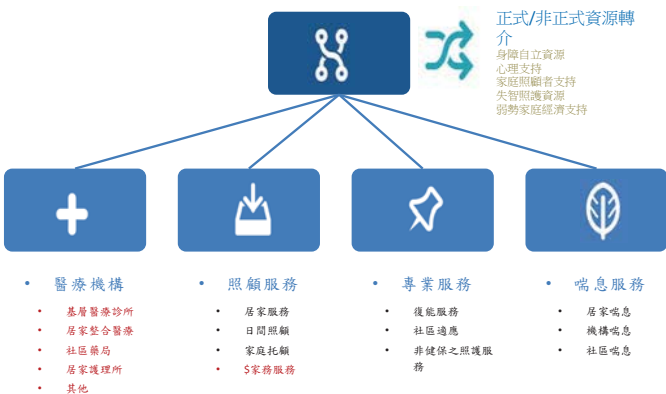 正式/非正式資源轉
介
身障自立資源
心理支持
家庭照顧者支持
失智照護資源
弱勢家庭經濟支持
• 醫療機構
• 基層醫療診所
• 居家整合醫療
• 社區藥局
• 居家護理所
• 其他
• 照顧服務
• 居家服務
• 日間照顧
• 家庭托顧
• $家務服務
• 專業服務
• 復能服務
• 社區適應
• 非健保之照護服
務
• 喘息服務
• 居家喘息
• 機構喘息
• 社區喘息